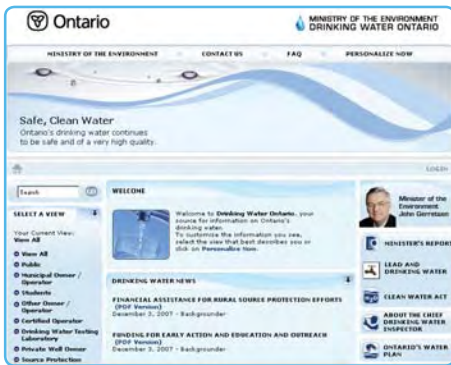 Ontario
MINISTRY OF THE ENVIRONMENT
DRINKING WATER ONTARIO
MINISTRY OF THE ENVIRONMENT
CONTACT US
FAQ
PERSONALIZE NOW
Safe, Clean Water
Ontario's drinking water continues
to be safe and of a very high quality.
LOGIN
Search
GO
SELECT A VIEW
Your Current View:
View All
View All
Public
Municipal Owner /
Operator
Students
Other Owner /
Operator
Certified Operator
Drinking Water Testing
Laboratory
Private Well Owner
Source Protection
WELCOME
Welcome to Drinking Water Ontario, your
source for information on Ontario's
drinking water.
To customize the information you see,
select the view that best describes you or
click on Personalize Now.
DRINKING WATER NEWS
FINANCIAL ASSISTANCE FOR RURAL SOURCE PROTECTION EFFORTS
(PDF Version)
December 3, 2007 - Backgrounder
FUNDING FOR EARLY ACTION AND EDUCATION AND OUTREACH
(PDF Version)
December 3, 2007 - Backgrounder
Minister of the
Environment
John Gerretsen
MINISTER'S REPORT
LEAD AND
DRINKING WATER
CLEAN WATER ACT
ABOUT THE CHIEF
DRINKING WATER
INSPECTOR
ONTARIO'S WATER
PLAN